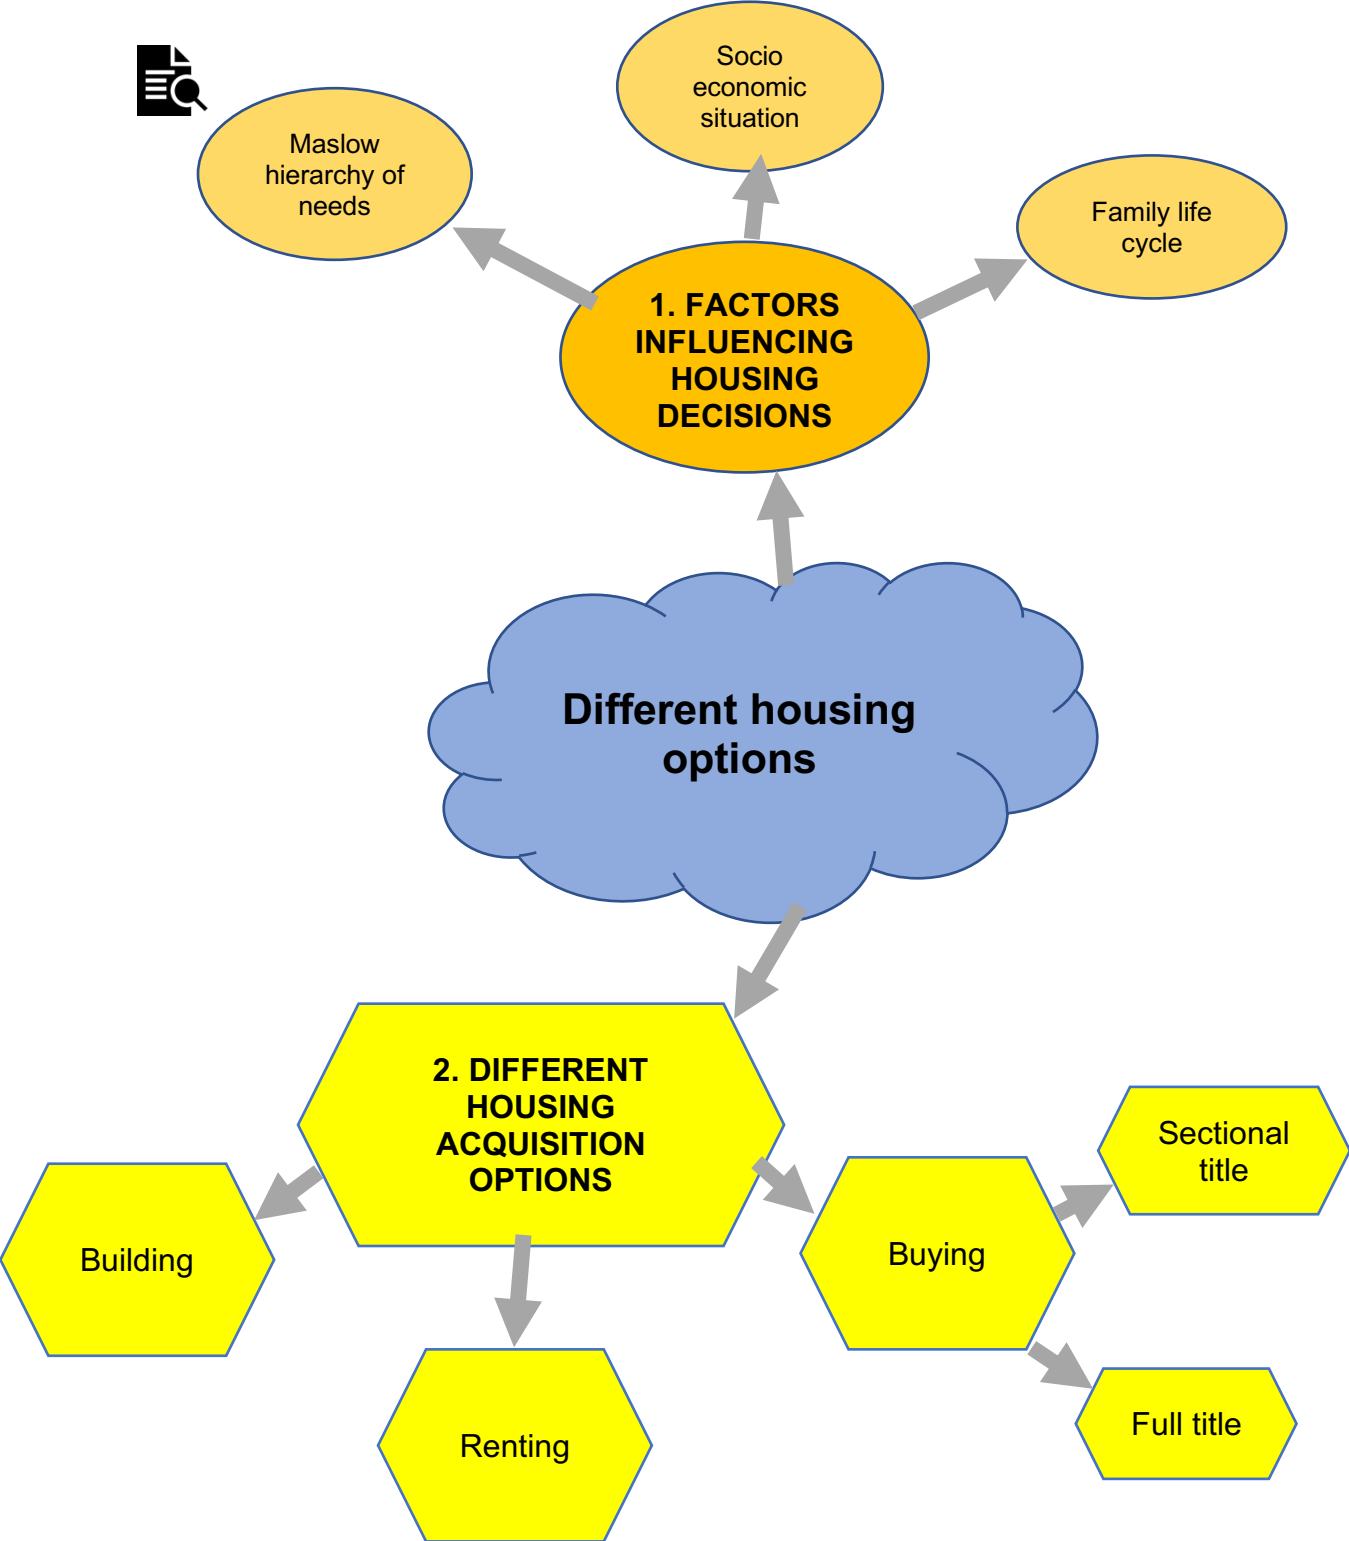 Socio
economic
situation
Maslow
hierarchy of
needs
Family life
cycle
1. FACTORS
INFLUENCING
HOUSING
DECISIONS
Different housing
options
2. DIFFERENT
HOUSING
ACQUISITION
OPTIONS
Sectional
title
Building
Buying
Renting
Full title